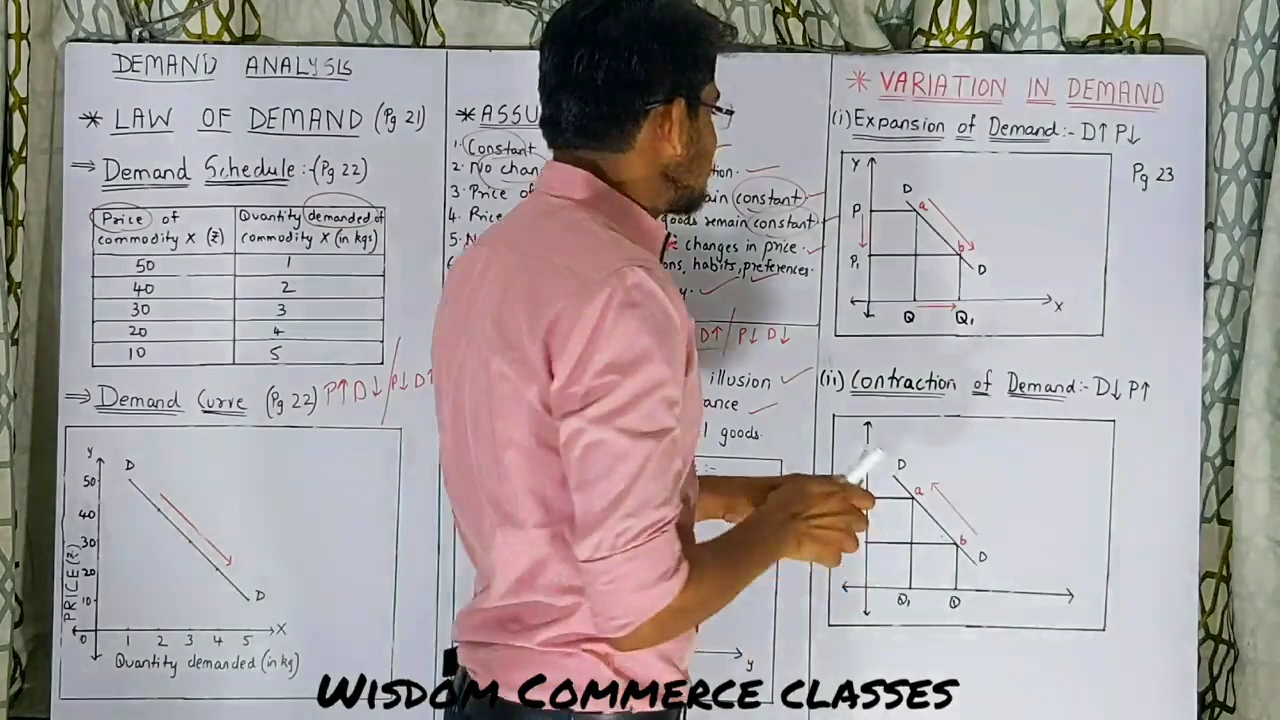 DEMAND ANALYSIS
* LAW OF DEMAND (Pg 21)
⇒ Demand Schedule:-(Pg 22)
Price of commodity X (₹)
Quantity demanded of commodity X (in kgs)
50 1
40 2
30 3
20 4
10 5
⇒ Demand Curve (Pg 22) P↑ D↓ / P↓ D↑
y
D
50
40
30
20
10
0
PRICE (₹)
D
1 2 3 4 5 X
Quantity demanded (in kg)
* ASSU
1. Constant
2. No chan
tion.
3. Price of
ain constant
4. Price
goods remain constant
5. N
changes in price.
ons, habits, preferences.
y.
D↑ / P↓ D↓
illusion
ance
l goods.
:-
y
* VARIATION IN DEMAND
(i) Expansion of Demand:- D↑ P↓
Pg 23
Y
D
P a
P₁ b
D
Q Q₁ X
(ii) Contraction of Demand:- D↓ P↑
D
a
b
D
Q₁ Q
WISDOM COMMERCE CLASSES